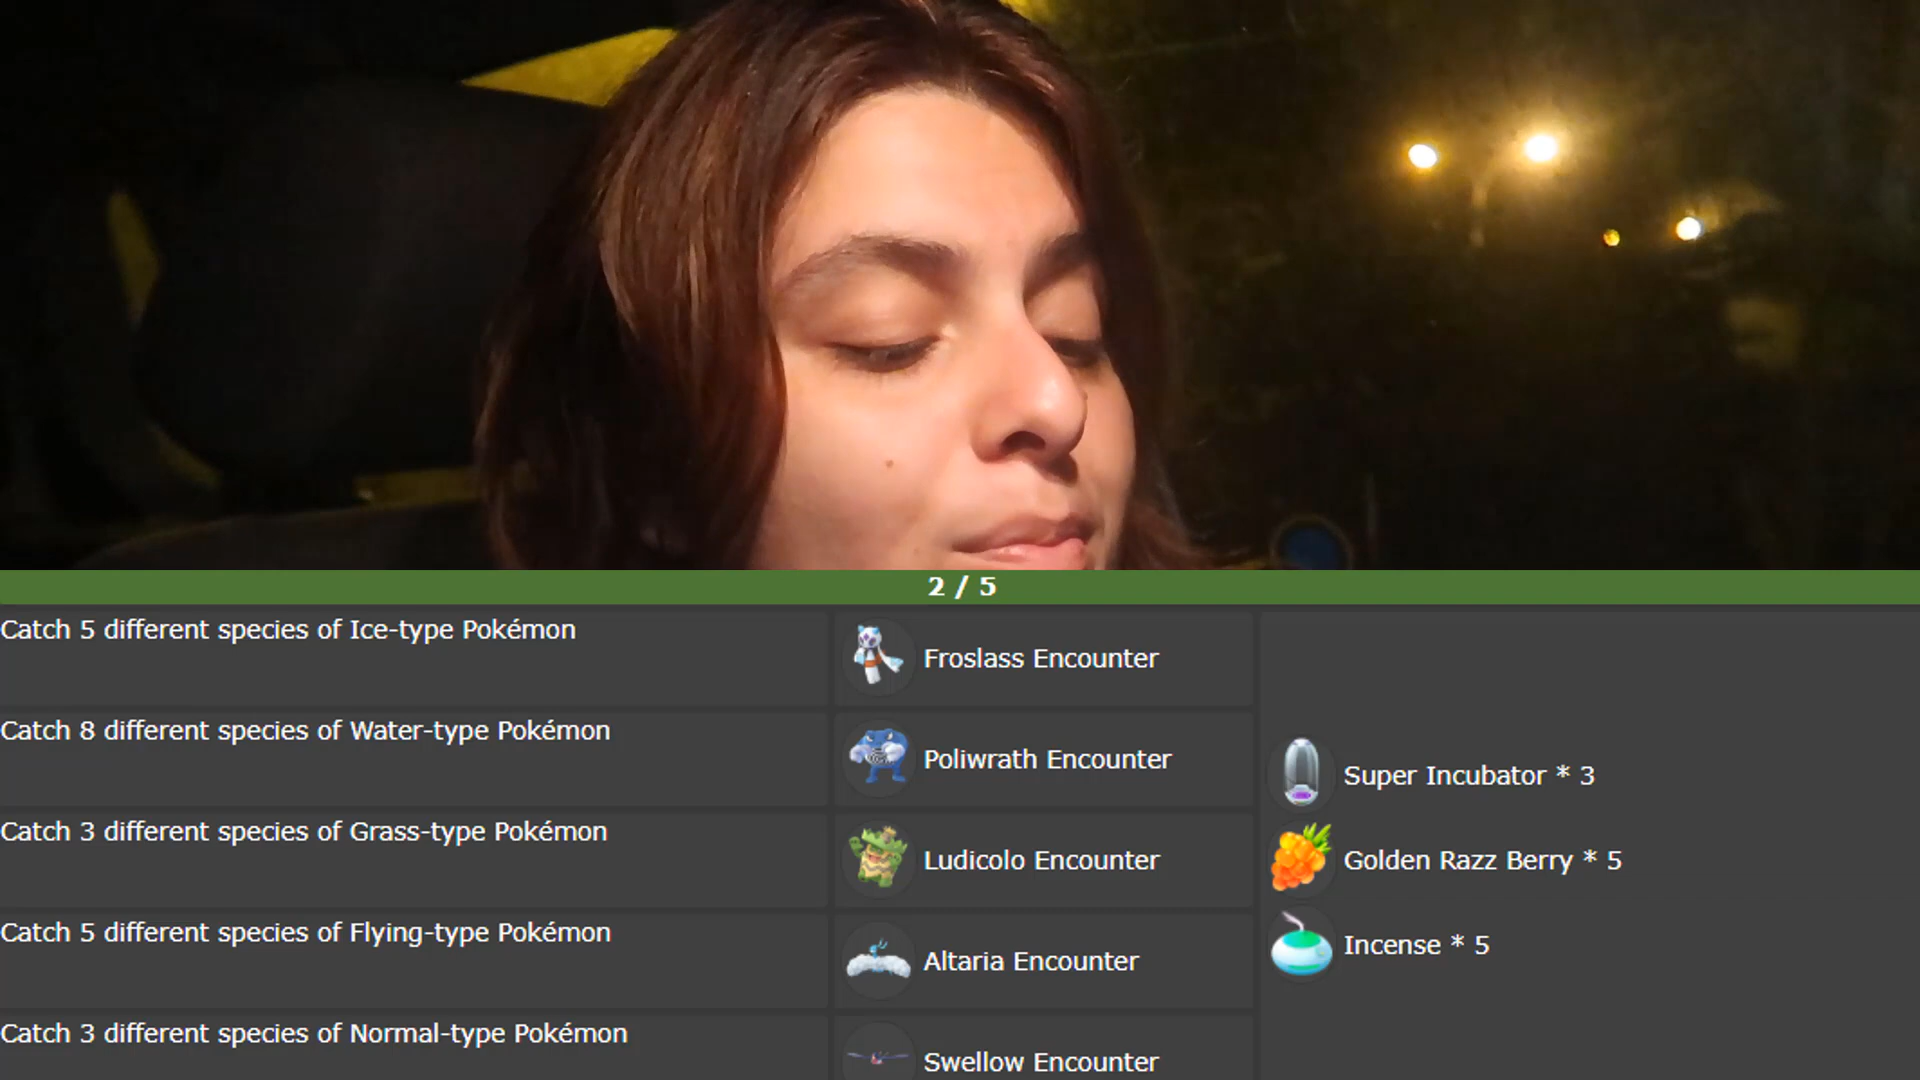 2 / 5
Catch 5 different species of Ice-type Pokémon
Froslass Encounter
Catch 8 different species of Water-type Pokémon
Poliwrath Encounter
Catch 3 different species of Grass-type Pokémon
Ludicolo Encounter
Catch 5 different species of Flying-type Pokémon
Altaria Encounter
Catch 3 different species of Normal-type Pokémon
Swellow Encounter
Super Incubator * 3
Golden Razz Berry * 5
Incense * 5